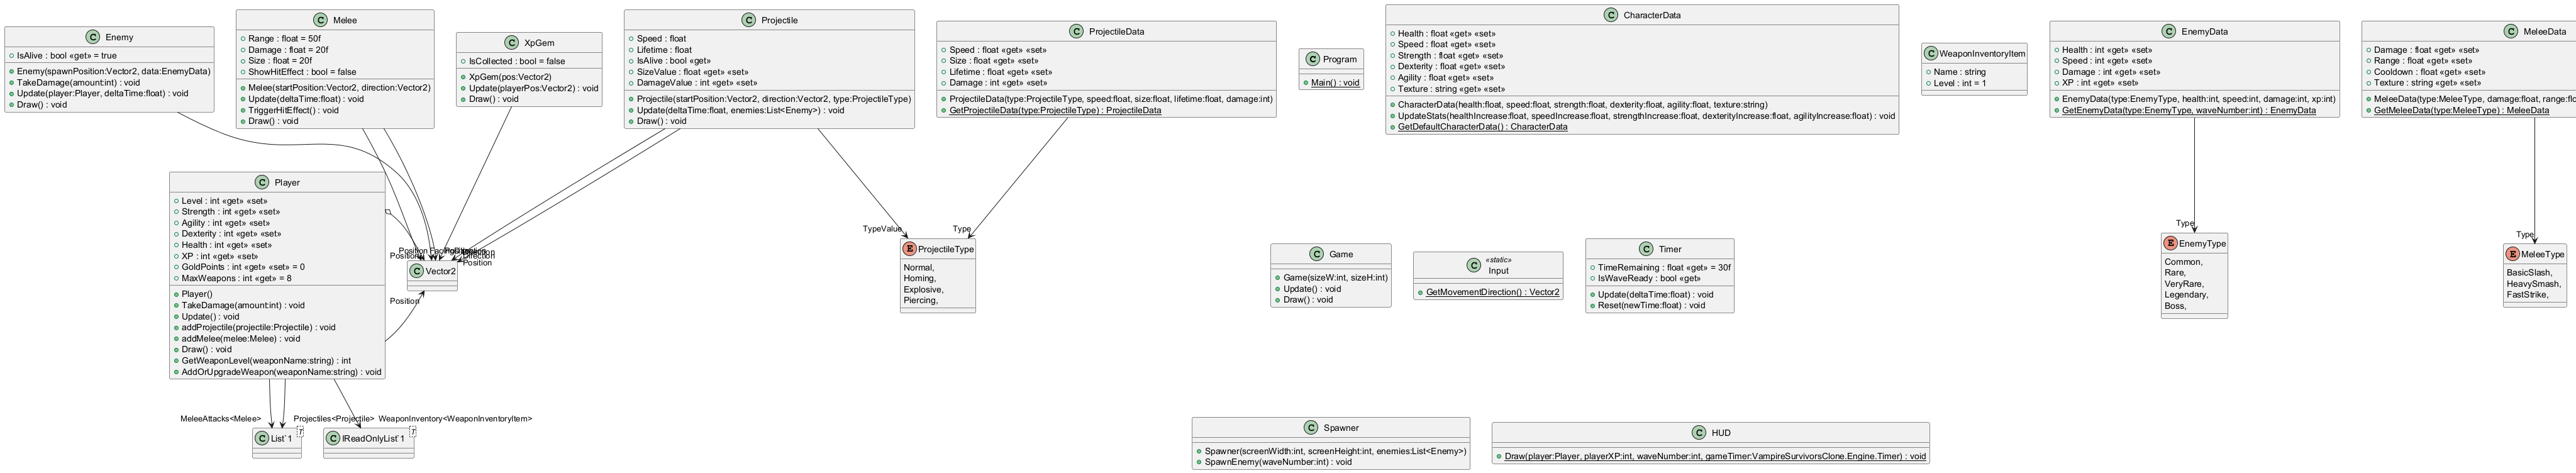 C Enemy
IsAlive : bool «get» = true
Enemy(spawnPosition:Vector2, data:EnemyData)
TakeDamage(amount:int) : void
Update(player:Player, deltaTime:float) : void
Draw() : void
C Melee
Range : float = 50f
Damage : float = 20f
Size : float = 20f
ShowHitEffect : bool = false
Melee(startPosition:Vector2, direction:Vector2)
Update(deltaTime:float) : void
TriggerHitEffect() : void
Draw() : void
C XpGem
IsCollected : bool = false
XpGem(pos:Vector2)
Update(playerPos:Vector2) : void
Draw() : void
C Projectile
Speed : float
Lifetime : float
IsAlive : bool «get»
SizeValue : float «get» «set»
DamageValue : int «get» «set»
Projectile(startPosition:Vector2, direction:Vector2, type:ProjectileType)
Update(deltaTime:float, enemies:List<Enemy>) : void
Draw() : void
C ProjectileData
Speed : float «get» «set»
Size : float «get» «set»
Lifetime : float «get» «set»
Damage : int «get» «set»
ProjectileData(type:ProjectileType, speed:float, size:float, lifetime:float, damage:int)
GetProjectileData(type:ProjectileType) : ProjectileData
C Program
Main() : void
C CharacterData
Health : float «get» «set»
Speed : float «get» «set»
Strength : float «get» «set»
Dexterity : float «get» «set»
Agility : float «get» «set»
Texture : string «get» «set»
CharacterData(health:float, speed:float, strength:float, dexterity:float, agility:float, texture:string)
UpdateStats(healthIncrease:float, speedIncrease:float, strengthIncrease:float, dexterityIncrease:float, agilityIncrease:float) : void
GetDefaultCharacterData() : CharacterData
C WeaponInventoryItem
Name : string
Level : int = 1
C EnemyData
Health : int «get» «set»
Speed : int «get» «set»
Damage : int «get» «set»
XP : int «get» «set»
EnemyData(type:EnemyType, health:int, speed:int, damage:int, xp:int)
GetEnemyData(type:EnemyType, waveNumber:int) : EnemyData
C MeleeData
Damage : float «get» «set»
Range : float «get» «set»
Cooldown : float «get» «set»
Texture : string «get» «set»
MeleeData(type:MeleeType, damage:float, range:flo
GetMeleeData(type:MeleeType) : MeleeData
C Player
Level : int «get» «set»
Strength : int «get» «set»
Agility : int «get» «set»
Dexterity : int «get» «set»
Health : int «get» «set»
XP : int «get» «set»
GoldPoints : int «get» «set» = 0
MaxWeapons : int «get» = 8
Player()
TakeDamage(amount:int) : void
Update() : void
addProjectile(projectile:Projectile) : void
addMelee(melee:Melee) : void
Draw() : void
GetWeaponLevel(weaponName:string) : int
AddOrUpgradeWeapon(weaponName:string) : void
Position
Position
Direction
Position
C Vector2
Position
TypeValue
Type
E ProjectileType
Normal,
Homing,
Explosive,
Piercing,
C Game
Game(sizeW:int, sizeH:int)
Update() : void
Draw() : void
«static»
C Input
GetMovementDirection() : Vector2
C Timer
TimeRemaining : float «get» = 30f
IsWaveReady : bool «get»
Update(deltaTime:float) : void
Reset(newTime:float) : void
Type
E EnemyType
Common,
Rare,
VeryRare,
Legendary,
Boss,
Type
E MeleeType
BasicSlash,
HeavySmash,
FastStrike,
MeleeAttacks<Melee>
Projectiles<Projectile>
WeaponInventory<WeaponInventoryItem>
C List`1
T
C IReadOnlyList`1
T
C Spawner
Spawner(screenWidth:int, screenHeight:int, enemies:List<Enemy>)
SpawnEnemy(waveNumber:int) : void
C HUD
Draw(player:Player, playerXP:int, waveNumber:int, gameTimer:VampireSurvivorsClone.Engine.Timer) : void